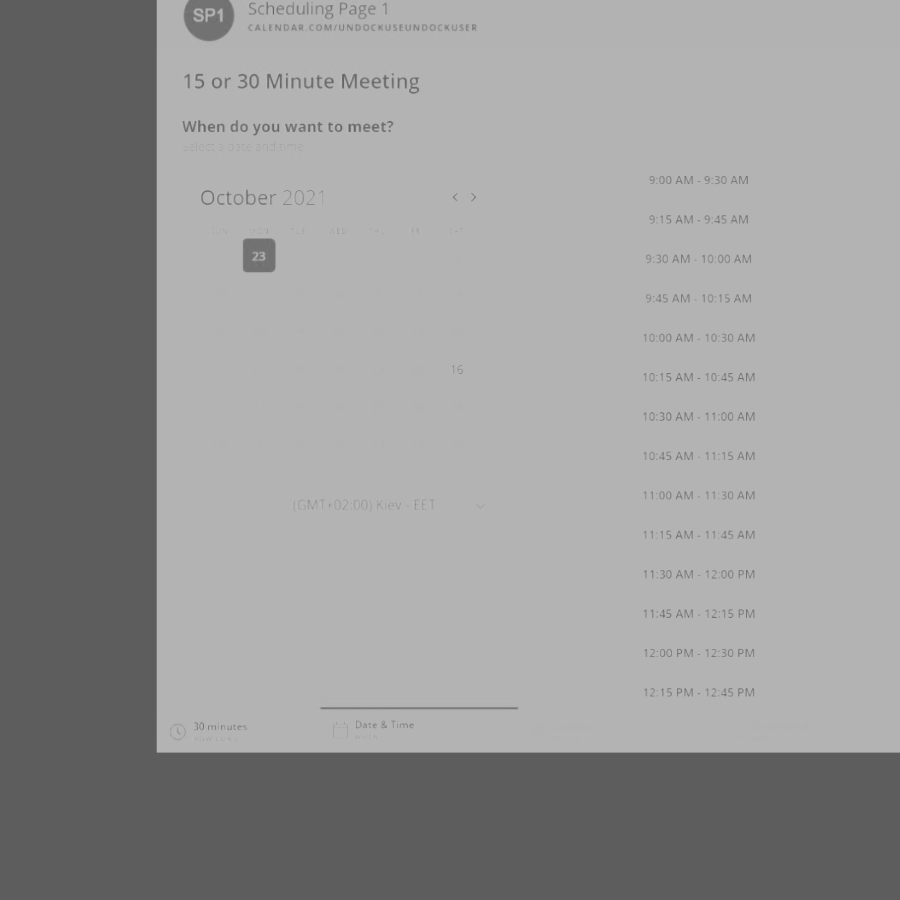 SP1
Scheduling Page 1
CALENDAR.COM/UNDOCKUSEUNDOCKUSER
15 or 30 Minute Meeting
When do you want to meet?
Select a date and time
October 2021
SUN MON TUE WED THU FRI SAT
23
16
(GMT+02:00) Kiev - EET
9:00 AM - 9:30 AM
9:15 AM - 9:45 AM
9:30 AM - 10:00 AM
9:45 AM - 10:15 AM
10:00 AM - 10:30 AM
10:15 AM - 10:45 AM
10:30 AM - 11:00 AM
10:45 AM - 11:15 AM
11:00 AM - 11:30 AM
11:15 AM - 11:45 AM
11:30 AM - 12:00 PM
11:45 AM - 12:15 PM
12:00 PM - 12:30 PM
12:15 PM - 12:45 PM
30 minutes
Date & Time